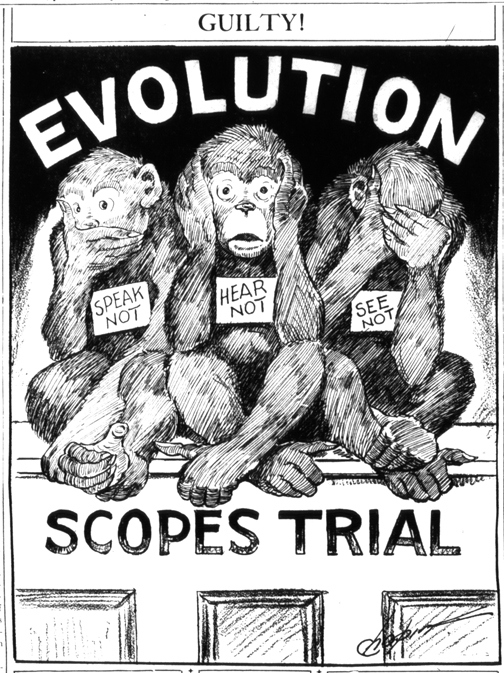 GUILTY!
EVOLUTION
SPEAK
NOT
HEAR
NOT
SEE
NOT
SCOPES TRIAL